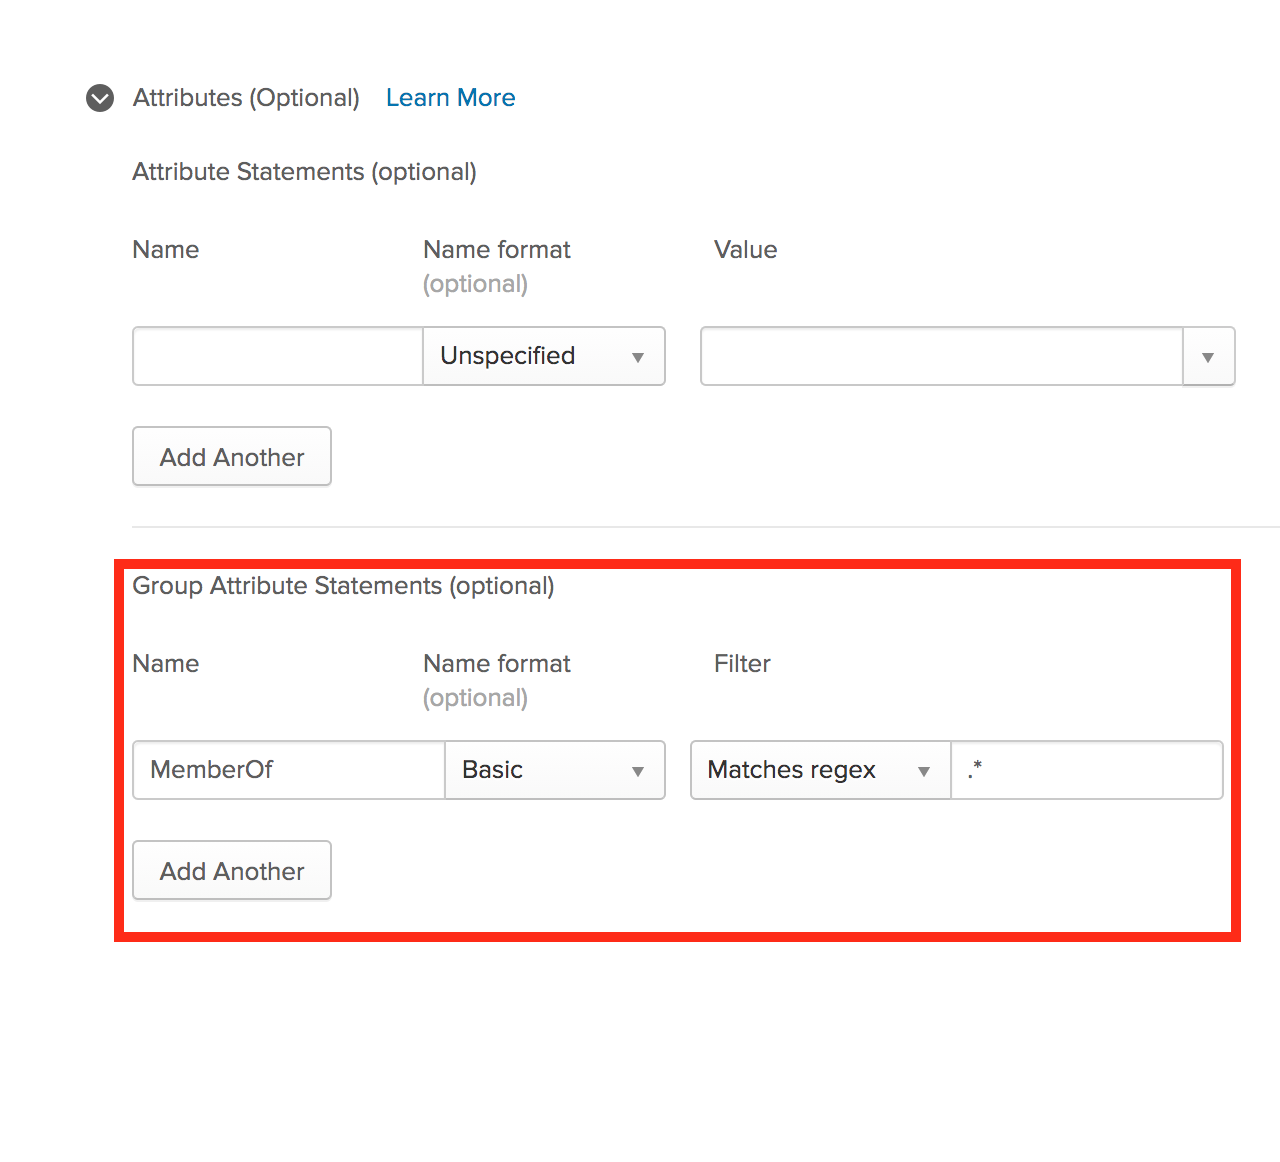 Attributes (Optional) Learn More
Attribute Statements (optional)
Name Name format Value
(optional)
Unspecified
Add Another
Group Attribute Statements (optional)
Name Name format Filter
(optional)
MemberOf Basic Matches regex .*
Add Another